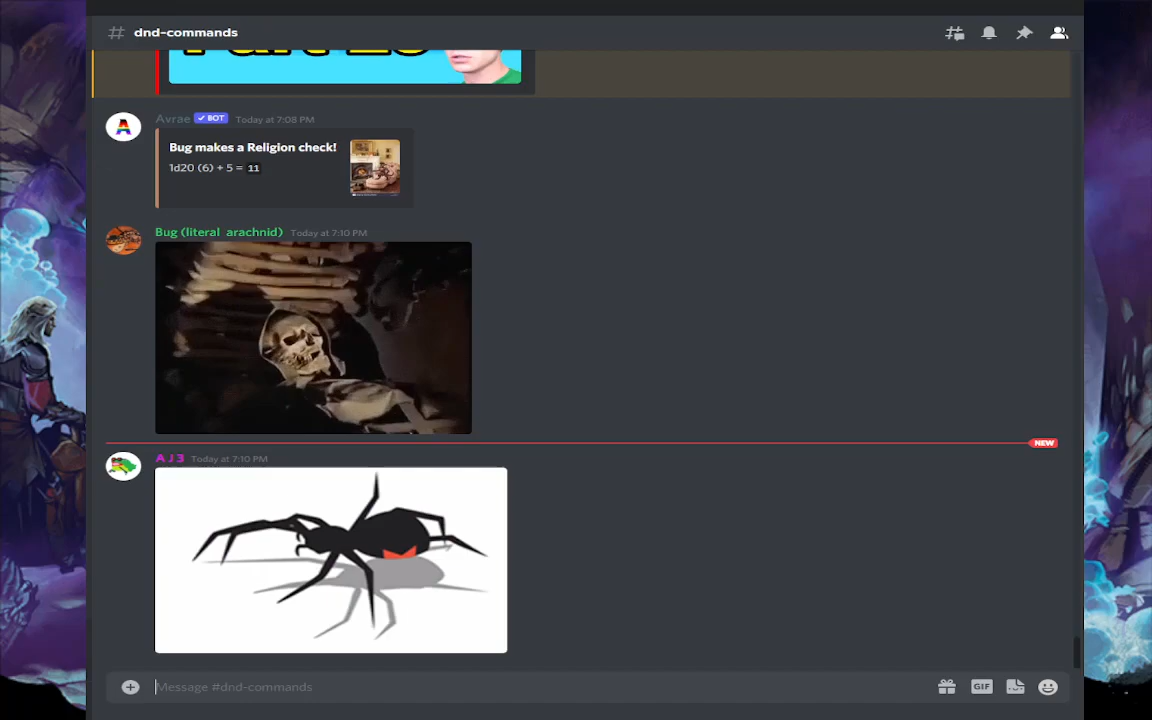 # dnd-commands
Avrae ✓ BOT Today at 7:08 PM
Bug makes a Religion check!
1d20 (6) + 5 = 11
Bug (literal arachnid) Today at 7:10 PM
NEW
A J 3 Today at 7:10 PM
Message #dnd-commands
GIF